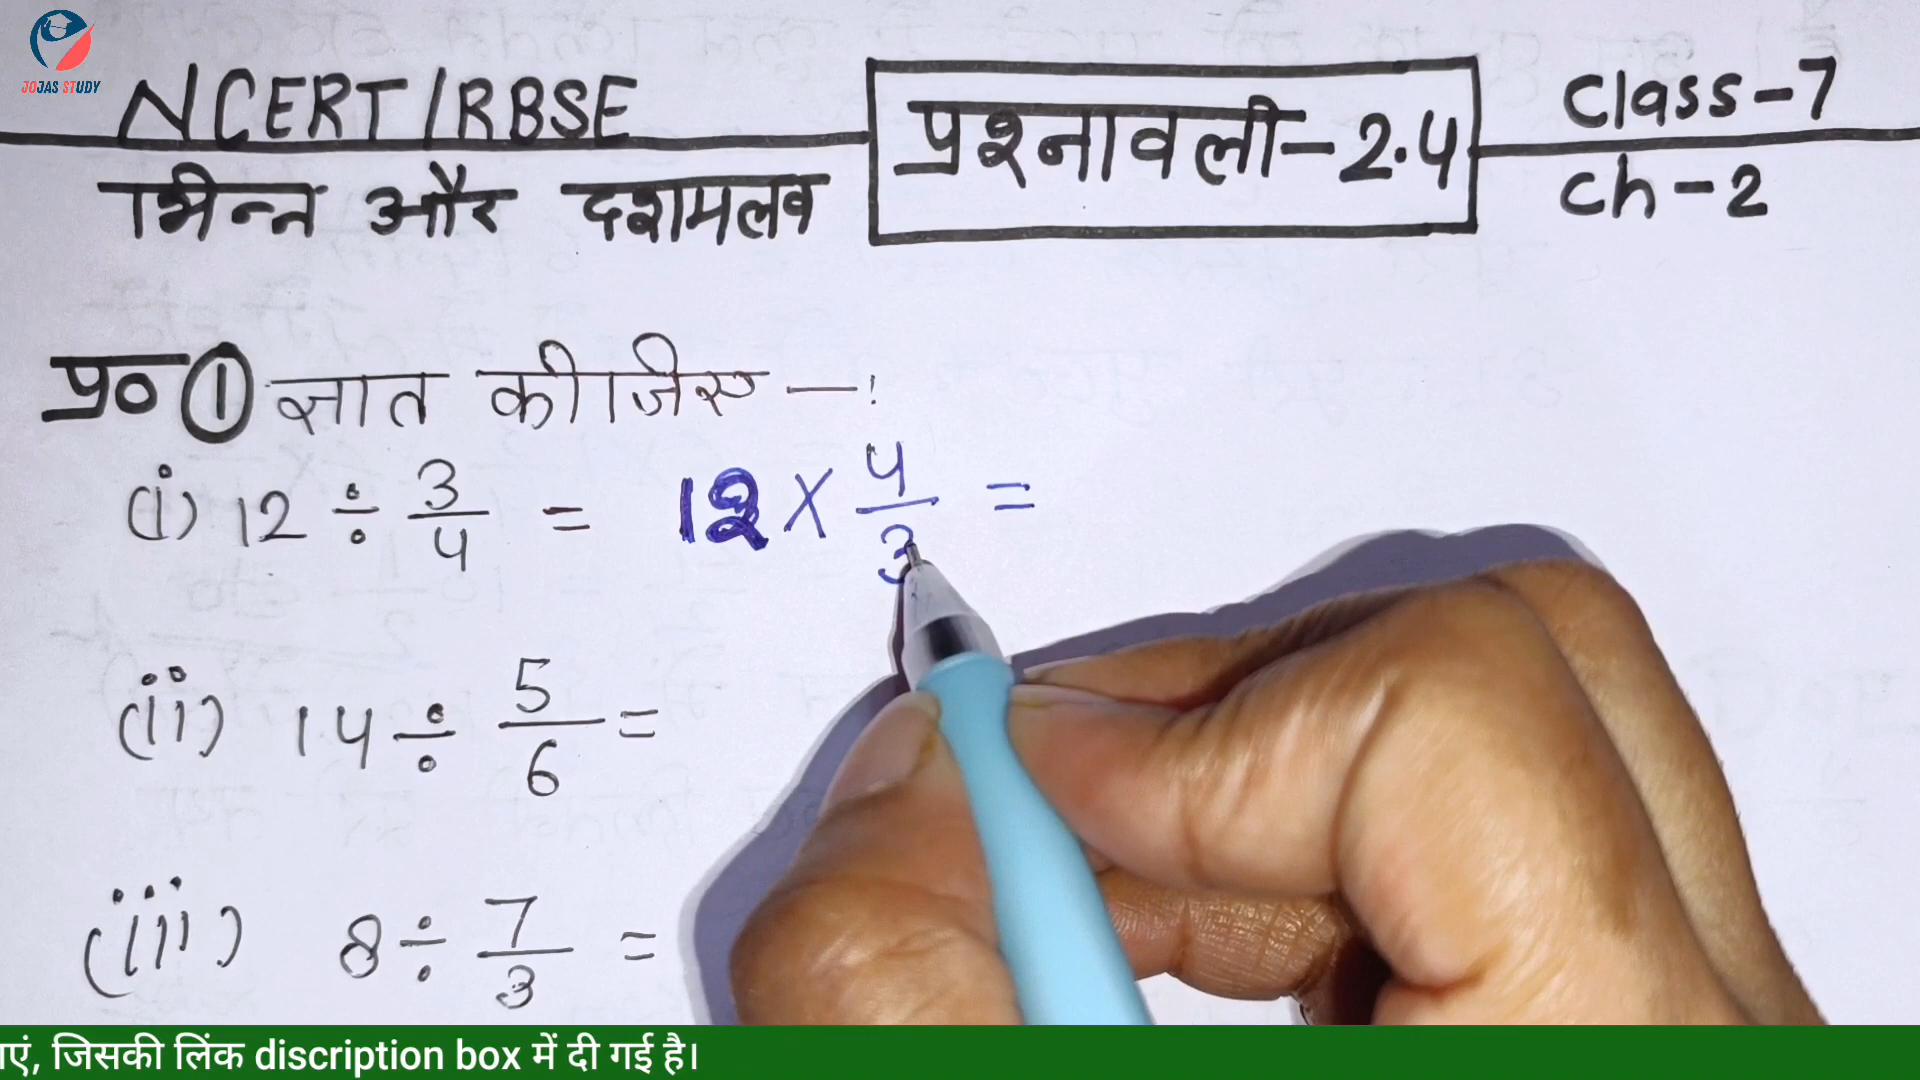 JOJAS STUDY
NCERT/RBSE
भिन्न और दशमलव
प्रश्नावली-2.4
Class-7
Ch-2
प्र० ① ज्ञात कीजिए —:
(i) 12 ÷ 3/4 = 12 × 4/3 =
(ii) 14 ÷ 5/6 =
(iii) 8 ÷ 7/3 =
एं, जिसकी लिंक discription box में दी गई है।